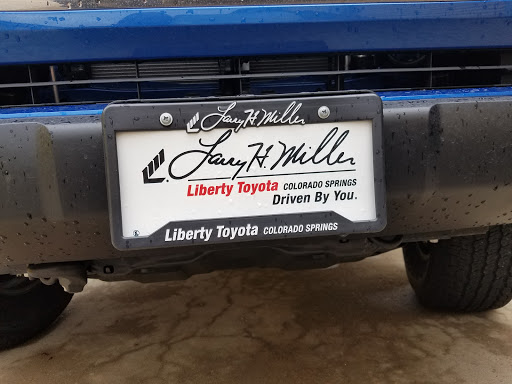 Larry H. Miller
Larry H. Miller
Liberty Toyota COLORADO SPRINGS
Driven By You.
Liberty Toyota COLORADO SPRINGS